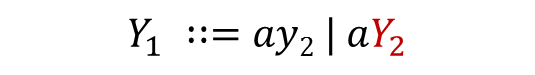 Y₁ ::= ay₂ | aY₂